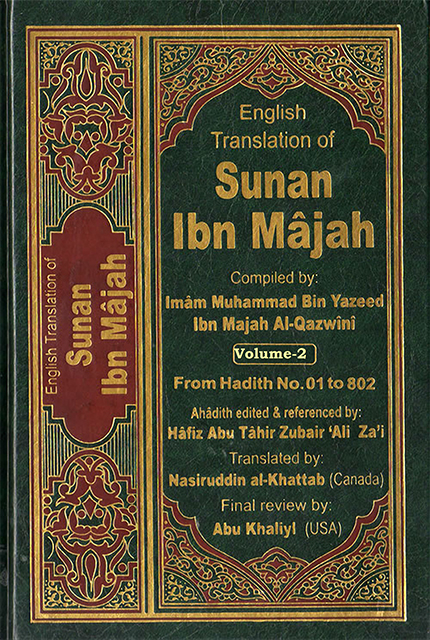 English Translation of
Sunan
Ibn Mâjah
English
Translation of
Sunan
Ibn Mâjah
Compiled by:
Imâm Muhammad Bin Yazeed
Ibn Majah Al-Qazwînî
Volume-2
From Hadith No. 01 to 802
Ahâdith edited & referenced by:
Hâfiz Abu Tâhir Zubair 'Ali Za'i
Translated by:
Nasiruddin al-Khattab (Canada)
Final review by:
Abu Khaliyl (USA)